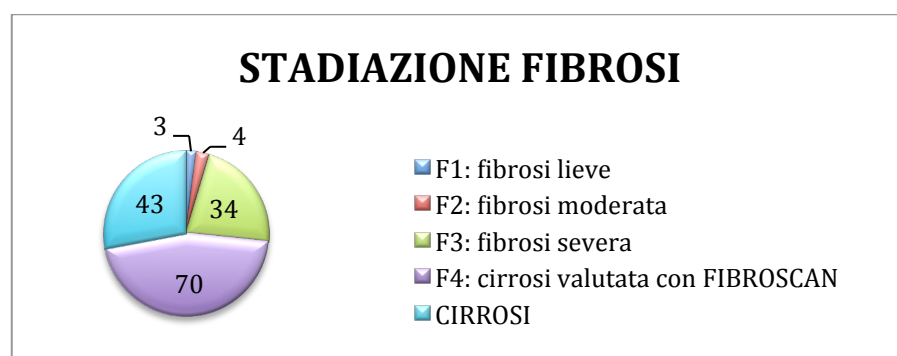 STADIAZIONE FIBROSI
3
4
43
34
70
F1: fibrosi lieve
F2: fibrosi moderata
F3: fibrosi severa
F4: cirrosi valutata con FIBROSCAN
CIRROSI